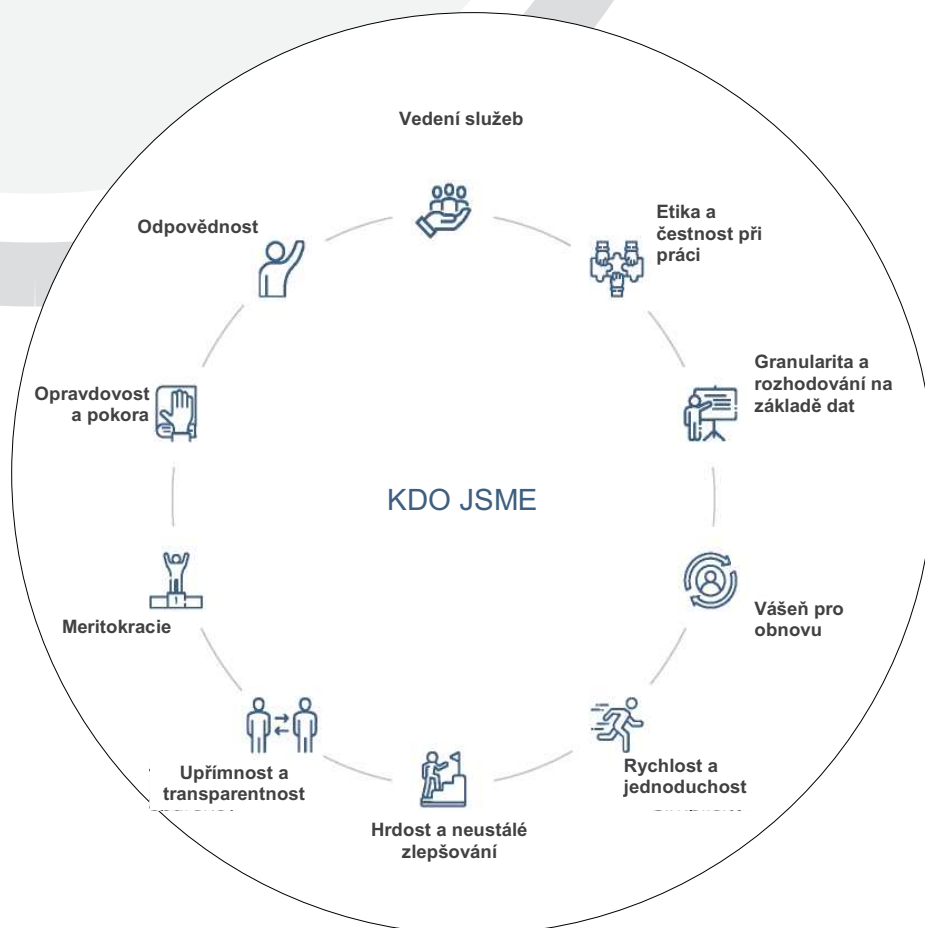 Vedení služeb
Etika a
čestnost při
práci
Granularita a
rozhodování na
základě dat
Vášeň pro
obnovu
Rychlost a
jednoduchost
Hrdost a neustálé
zlepšování
Upřímnost a
transparentnost
Meritokracie
Opravdovost
a pokora
Odpovědnost
KDO JSME
1